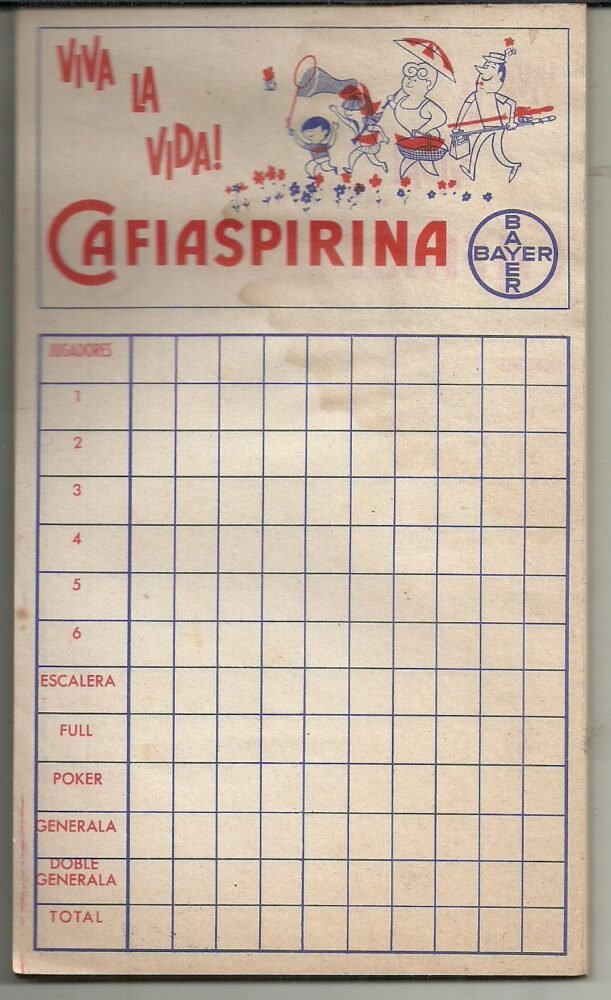 VIVA
LA
VIDA!
CAFIASPIRINA
BAYER
BAYER
JUGADORES
1
2
3
4
5
6
ESCALERA
FULL
POKER
GENERALA
DOBLE
GENERALA
TOTAL